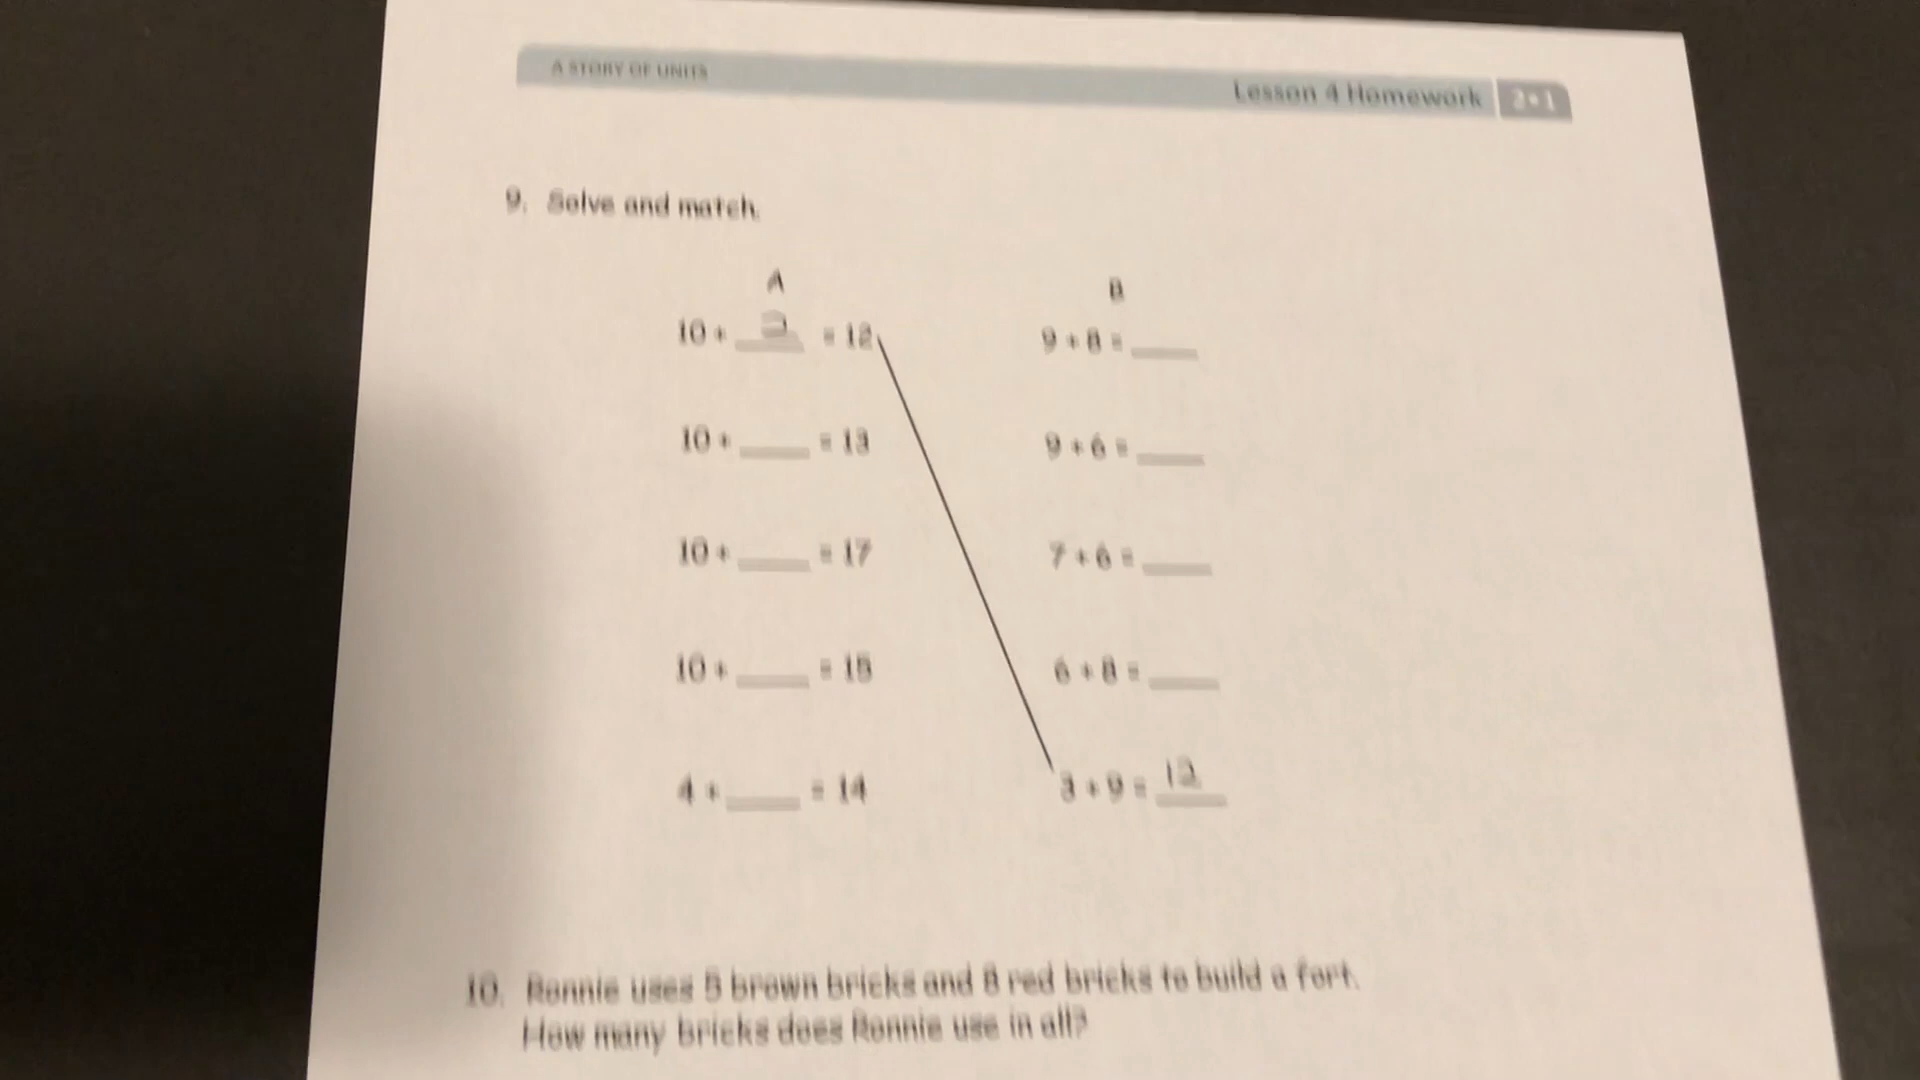 A STORY OF UNITS
Lesson 4 Homework 2•1
9. Solve and match.
A B
10 + 2 = 12 9 + 8 = ___
10 + ___ = 13 9 + 6 = ___
10 + ___ = 17 7 + 6 = ___
10 + ___ = 15 6 + 8 = ___
4 + ___ = 14 3 + 9 = 12
10. Ronnie uses 5 brown bricks and 8 red bricks to build a fort.
How many bricks does Ronnie use in all?